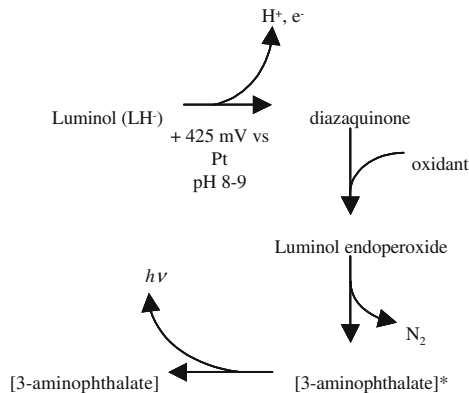 H⁺, e⁻
Luminol (LH⁻)
diazaquinone
+ 425 mV vs
Pt
pH 8-9
oxidant
Luminol endoperoxide
hν
N₂
[3-aminophthalate]
[3-aminophthalate]*